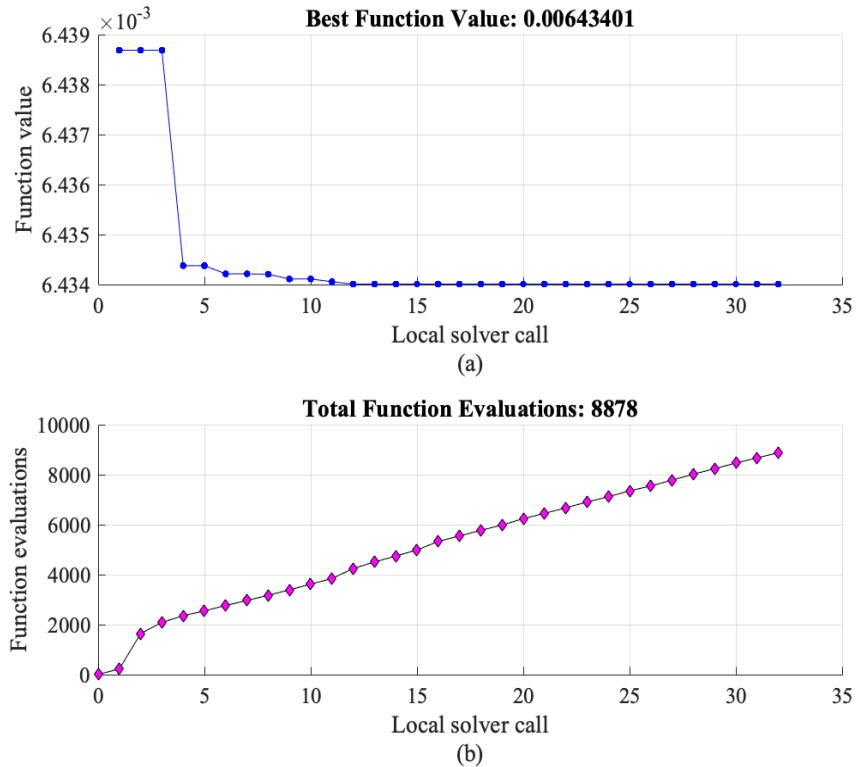 ×10⁻³
Best Function Value: 0.00643401
6.439
6.438
6.437
6.436
6.435
6.434
Function value
0 5 10 15 20 25 30 35
Local solver call
(a)
Total Function Evaluations: 8878
10000
8000
6000
4000
2000
0
Function evaluations
0 5 10 15 20 25 30 35
Local solver call
(b)